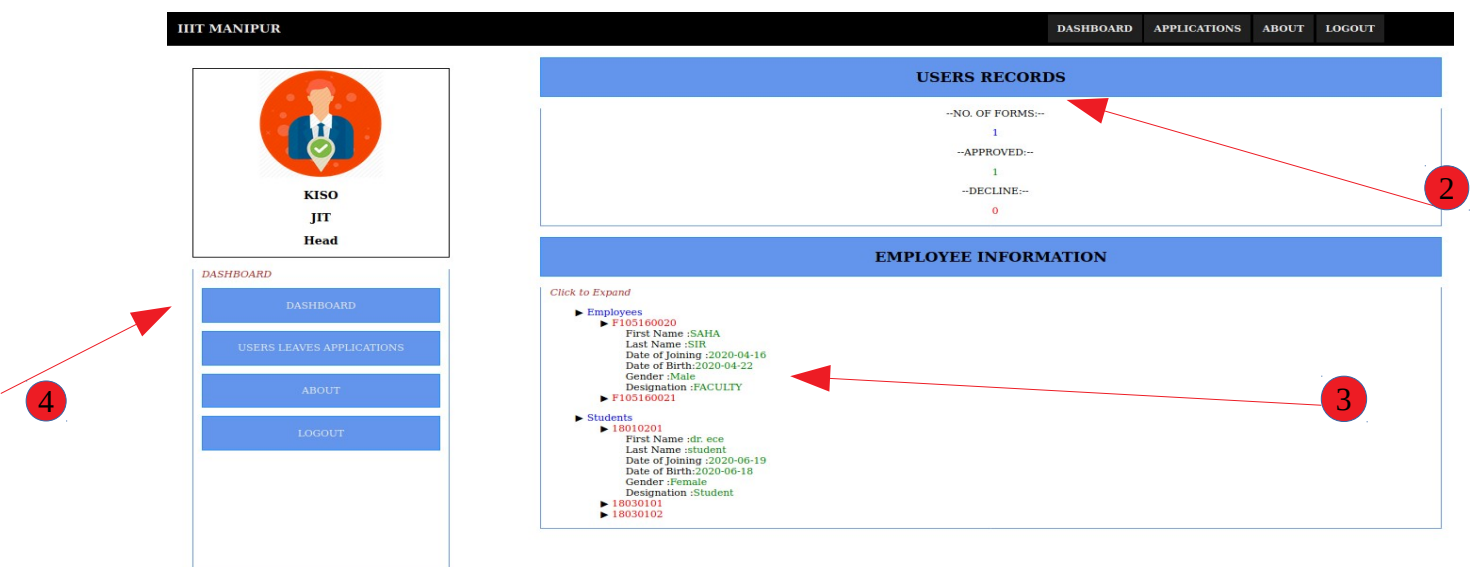 IIIT MANIPUR
DASHBOARD APPLICATIONS ABOUT LOGOUT
KISO
JIT
Head
DASHBOARD
DASHBOARD
USERS LEAVES APPLICATIONS
ABOUT
LOGOUT
4
USERS RECORDS
--NO. OF FORMS:--
1
--APPROVED:--
1
--DECLINE:--
0
2
EMPLOYEE INFORMATION
Click to Expand
► Employees
► F105160020
First Name :SAHA
Last Name :SIR
Date of Joining :2020-04-16
Date of Birth:2020-04-22
Gender :Male
Designation :FACULTY
► F105160021
► Students
► 18010201
First Name :dr. ece
Last Name :student
Date of Joining :2020-06-19
Date of Birth:2020-06-18
Gender :Female
Designation :Student
► 18030101
► 18030102
3